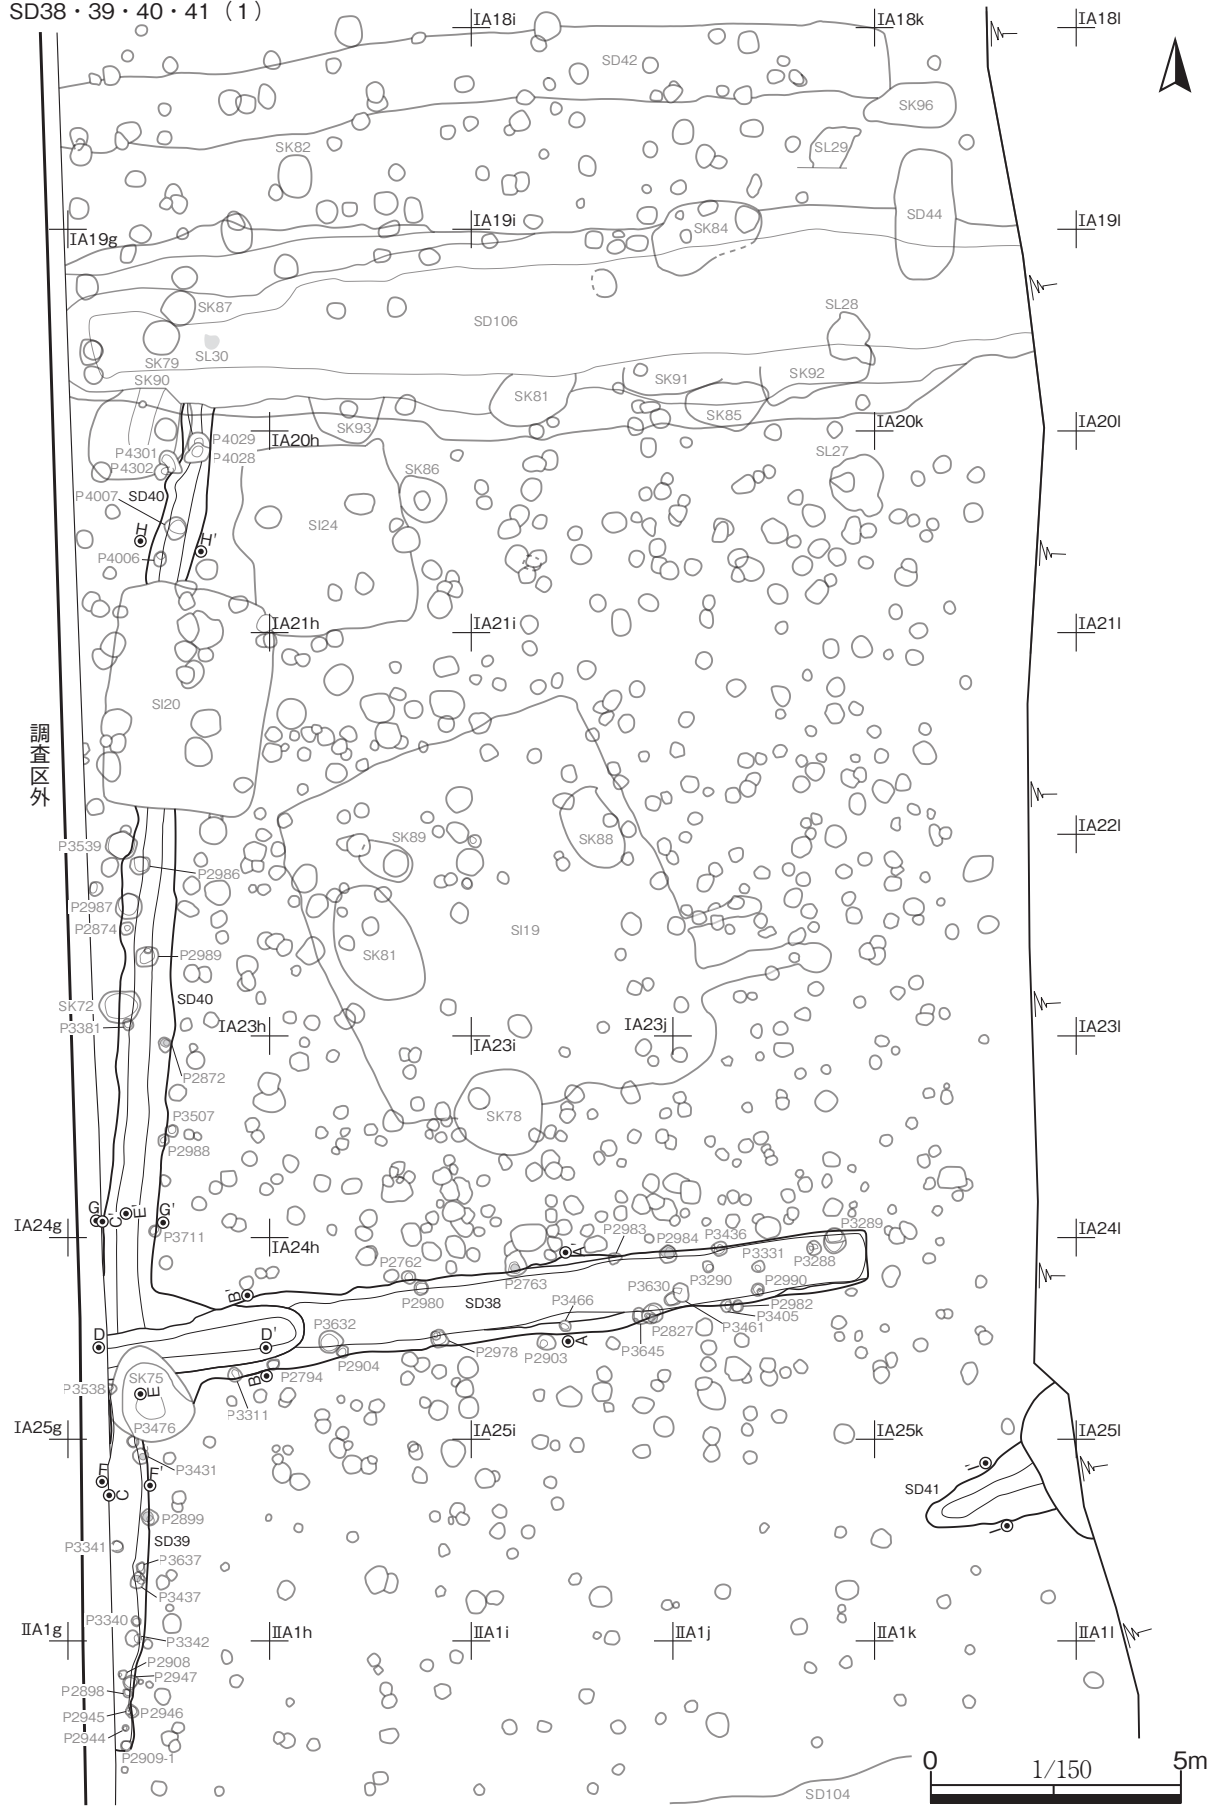 SD38・39・40・41（1）
IA18i
IA18k
IA18l
SD42
SK96
SK82
SL29
IA19g
IA19i
SK84
SD44
IA19l
SK87
SD106
SL28
SK79
SL30
SK90
SK91
SK92
SK81
SK85
SK93
IA20h
IA20k
IA20l
P4029
P4301
P4028
P4302
SL27
SK86
P4007
SD40
SI24
H
H'
P4006
IA21h
IA21i
IA21l
SI20
調査区外
IA22l
P3539
SK89
SK88
P2986
P2987
P2874
SI19
P2989
SK81
SD40
SK72
P3381
IA23h
IA23i
IA23j
IA23l
P2872
P3507
SK78
P2988
G
C'
E'
G'
IA24g
P3711
IA24h
A'
P2983
P2984
P3436
P3289
IA24l
P3331
P3288
P2762
P2763
P3290
P2990
P3630
B'
P2980
SD38
P3466
P2982
P3405
P3461
D
D'
P3632
P2827
P2904
P2978
P2903
A
P3645
SK75
P2794
B
P3538
E
P3311
P3476
IA25g
IA25i
IA25k
IA25l
P3431
F
F'
C
I'
SD41
P2899
I
P3341
SD39
P3637
P3437
P3340
ⅡA1g
P3342
ⅡA1h
ⅡA1i
ⅡA1j
ⅡA1k
ⅡA1l
P2908
P2947
P2898
P2945
P2946
P2944
P2909-1
0
1/150
5m
SD104